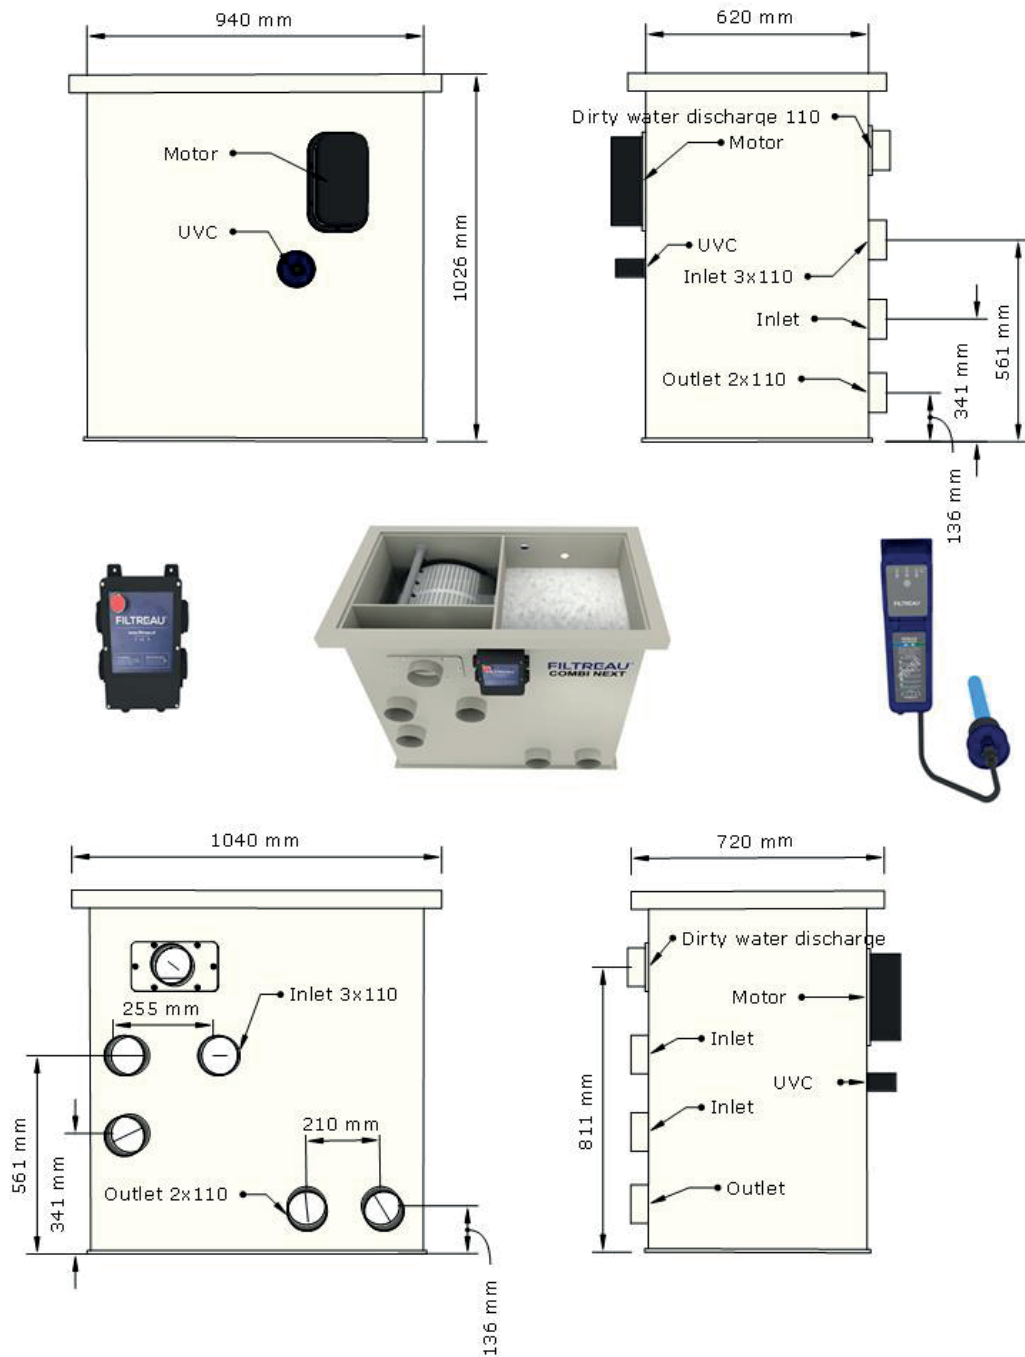 940 mm
620 mm
Dirty water discharge 110
Motor
Motor
UVC
UVC
1026 mm
Inlet 3x110
Inlet
Outlet 2x110
341 mm
561 mm
136 mm
FILTREAU
FILTREAU
COMBI NEXT
FILTREAU
1040 mm
720 mm
Dirty water discharge
Inlet 3x110
255 mm
Motor
Inlet
UVC
Inlet
210 mm
561 mm
341 mm
811 mm
Outlet 2x110
Outlet
136 mm